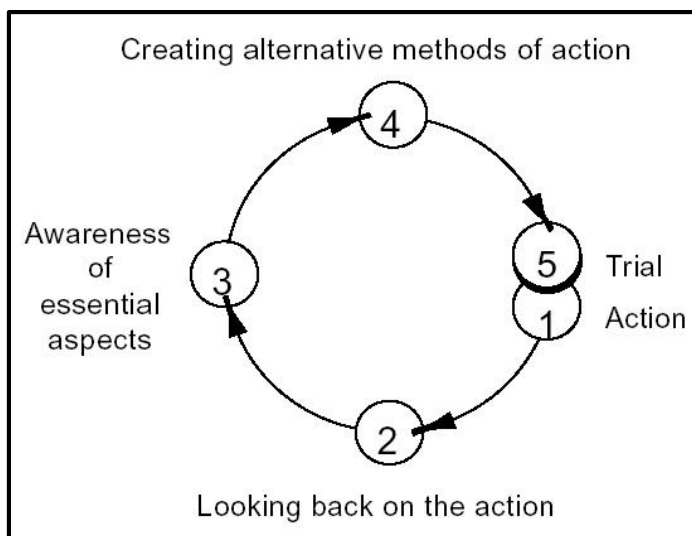 Creating alternative methods of action
4
Awareness
of
essential
aspects
3
5
Trial
1
Action
2
Looking back on the action